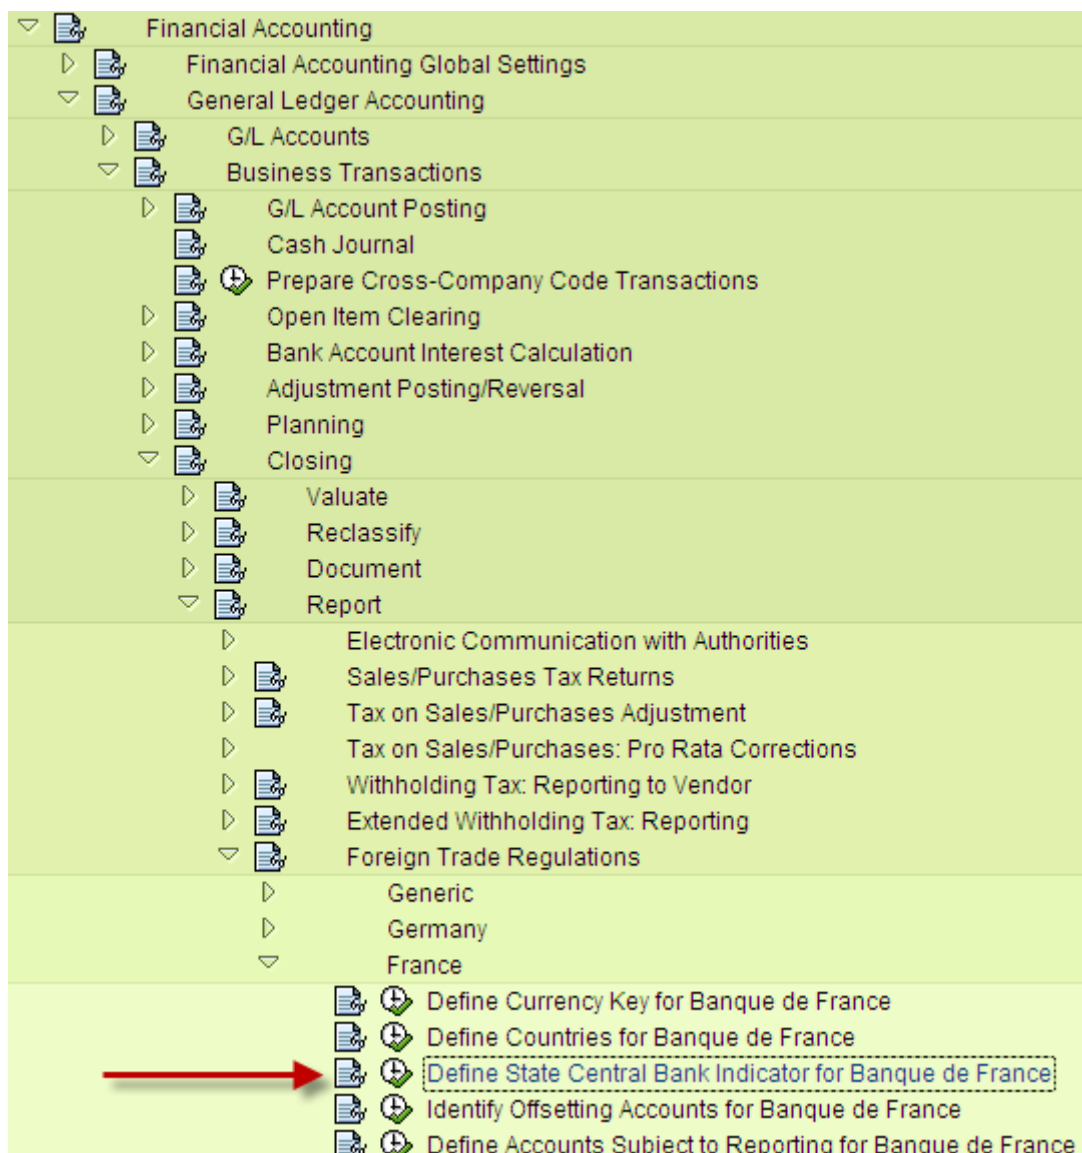 Financial Accounting
Financial Accounting Global Settings
General Ledger Accounting
G/L Accounts
Business Transactions
G/L Account Posting
Cash Journal
Prepare Cross-Company Code Transactions
Open Item Clearing
Bank Account Interest Calculation
Adjustment Posting/Reversal
Planning
Closing
Valuate
Reclassify
Document
Report
Electronic Communication with Authorities
Sales/Purchases Tax Returns
Tax on Sales/Purchases Adjustment
Tax on Sales/Purchases: Pro Rata Corrections
Withholding Tax: Reporting to Vendor
Extended Withholding Tax: Reporting
Foreign Trade Regulations
Generic
Germany
France
Define Currency Key for Banque de France
Define Countries for Banque de France
Define State Central Bank Indicator for Banque de France
Identify Offsetting Accounts for Banque de France
Define Accounts Subject to Reporting for Banque de France